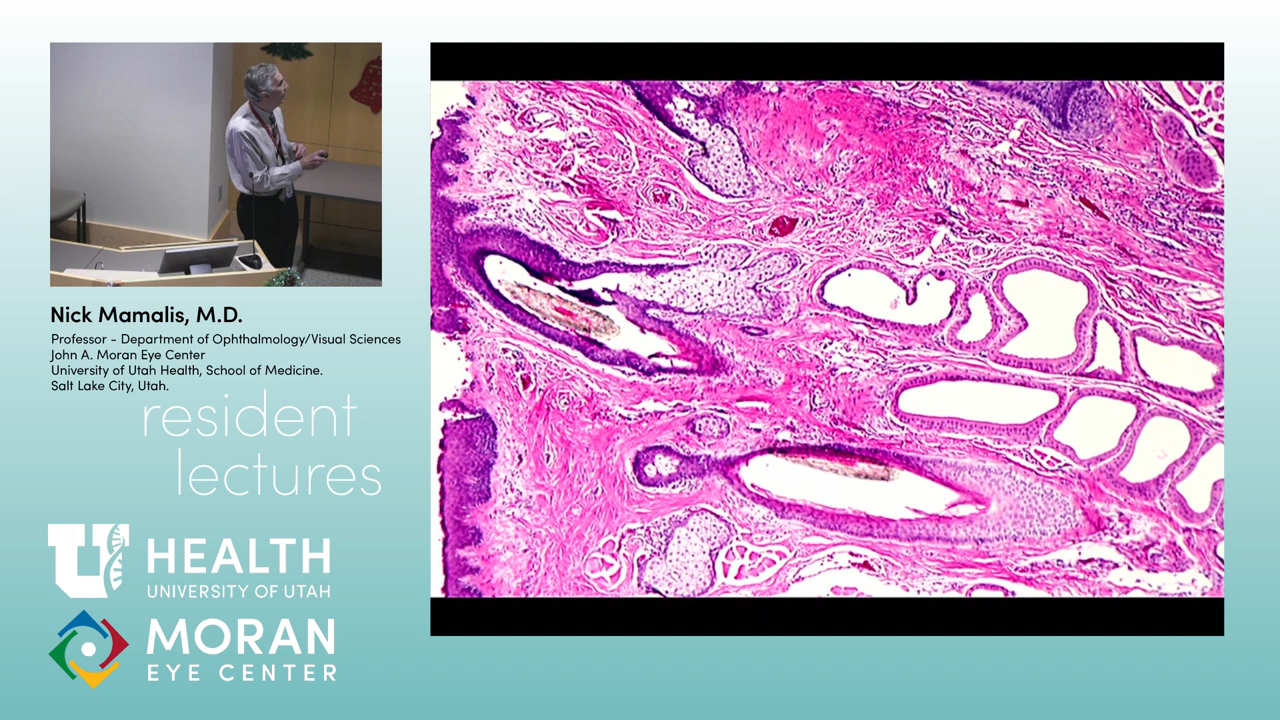 Nick Mamalis, M.D.
Professor - Department of Ophthalmology/Visual Sciences
John A. Moran Eye Center
University of Utah Health, School of Medicine.
Salt Lake City, Utah.
resident
lectures
U HEALTH
UNIVERSITY OF UTAH
MORAN
EYE CENTER